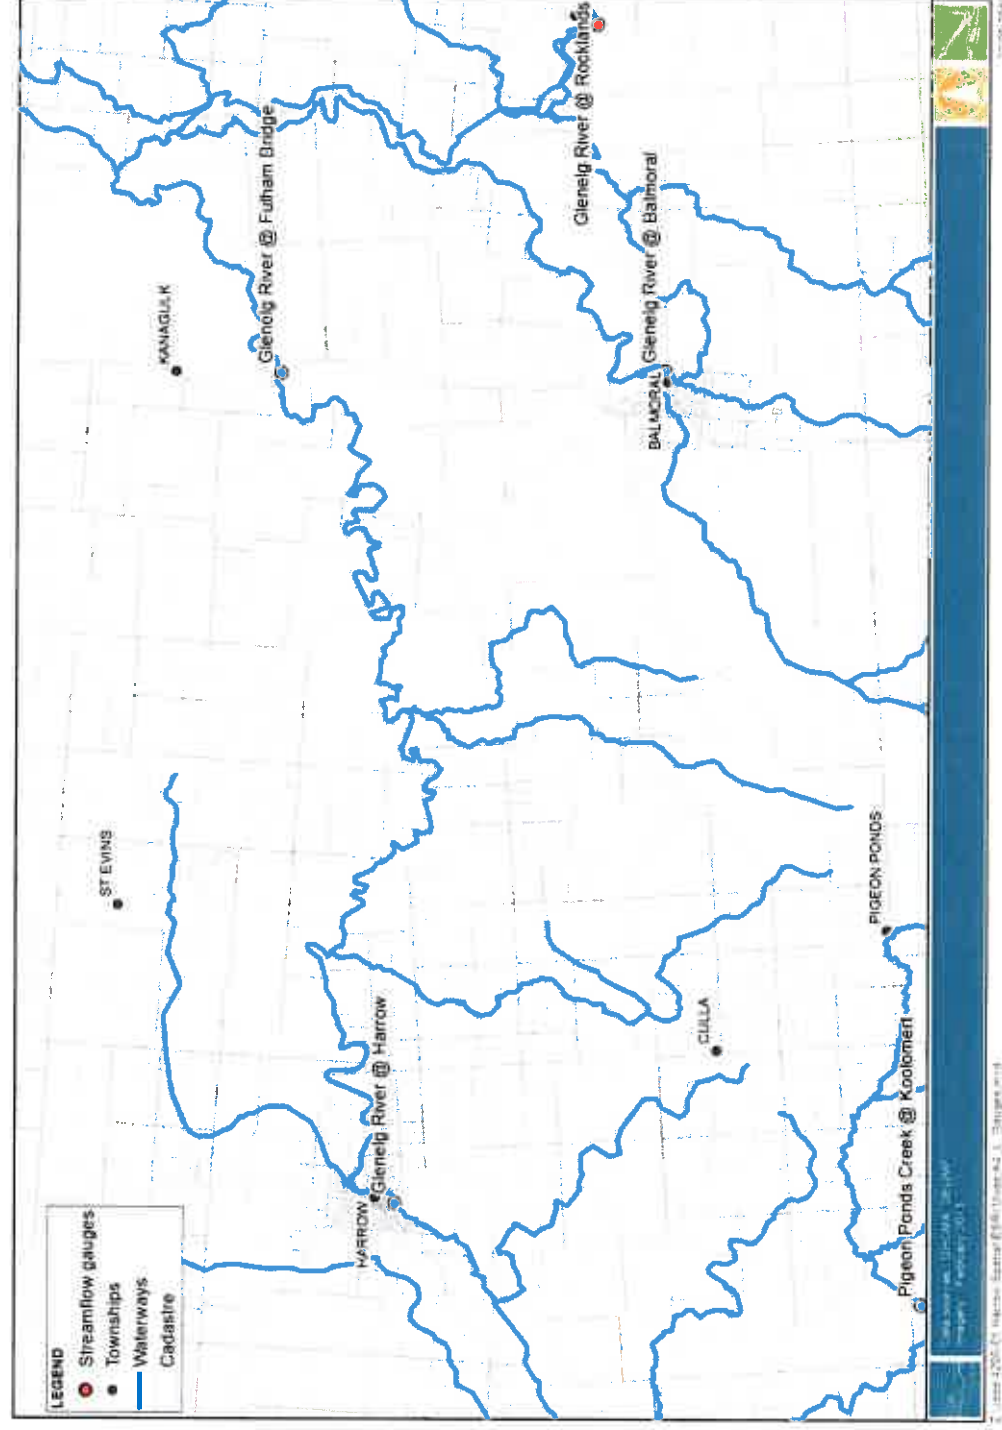 LEGEND
Streamflow gauges
Townships
Waterways
Cadastre
ST EVINS
KANAGULK
Glenelg River @ Fulham Bridge
HARROW
Glenelg River @ Harrow
Glenelg River @ Rocklands
BALMORAL
Glenelg River @ Balmoral
CULLA
PIGEON PONDS
Pigeon Ponds Creek @ Koolomert